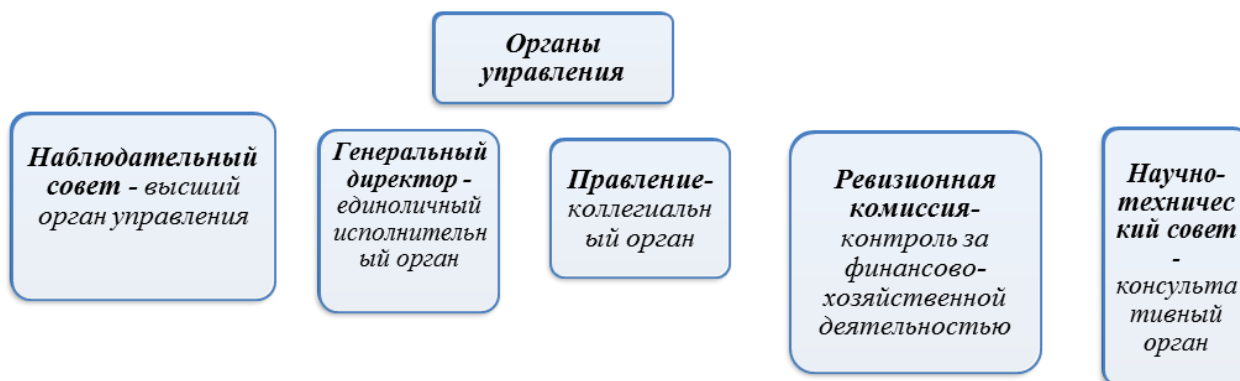 Органы
управления
Наблюдательный
совет - высший
орган управления
Генеральный
директор -
единоличный
исполнительн
ый орган
Правление-
коллегиальн
ый орган
Ревизионная
комиссия-
контроль за
финансово-
хозяйственной
деятельностью
Научно-
техничес
кий совет
-
консульта
тивный
орган